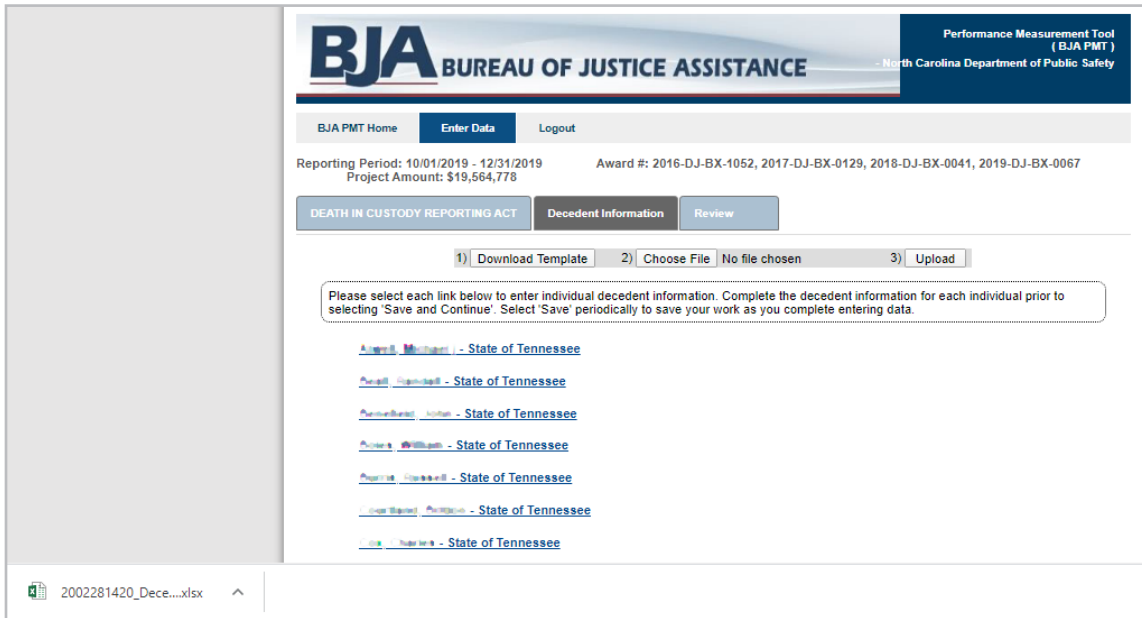 BJA BUREAU OF JUSTICE ASSISTANCE
Performance Measurement Tool
( BJA PMT )
- North Carolina Department of Public Safety
BJA PMT Home Enter Data Logout
Reporting Period: 10/01/2019 - 12/31/2019 Award #: 2016-DJ-BX-1052, 2017-DJ-BX-0129, 2018-DJ-BX-0041, 2019-DJ-BX-0067
Project Amount: $19,564,778
DEATH IN CUSTODY REPORTING ACT Decedent Information Review
1) Download Template 2) Choose File No file chosen 3) Upload
Please select each link below to enter individual decedent information. Complete the decedent information for each individual prior to
selecting 'Save and Continue'. Select 'Save' periodically to save your work as you complete entering data.
- State of Tennessee
- State of Tennessee
- State of Tennessee
- State of Tennessee
- State of Tennessee
- State of Tennessee
- State of Tennessee
2002281420_Dece....xlsx